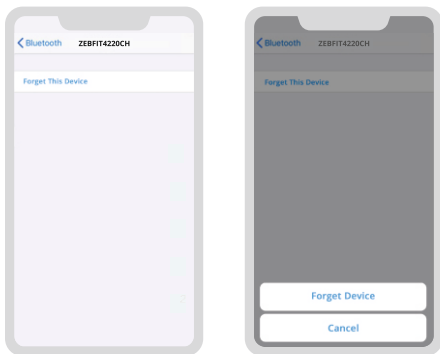 Bluetooth ZEBFIT4220CH
Forget This Device
Bluetooth ZEBFIT4220CH
Forget This Device
Forget Device
Cancel